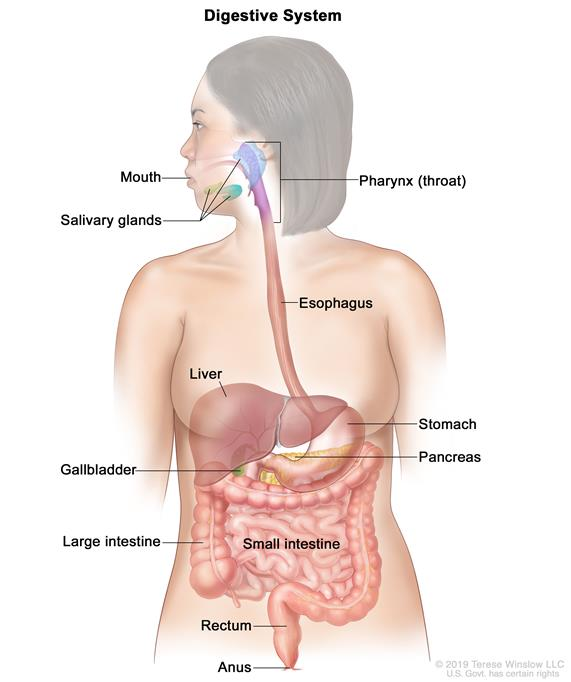 Digestive System
Mouth
Pharynx (throat)
Salivary glands
Esophagus
Liver
Stomach
Pancreas
Gallbladder
Large intestine
Small intestine
Rectum
Anus
© 2019 Terese Winslow LLC
U.S. Govt. has certain rights